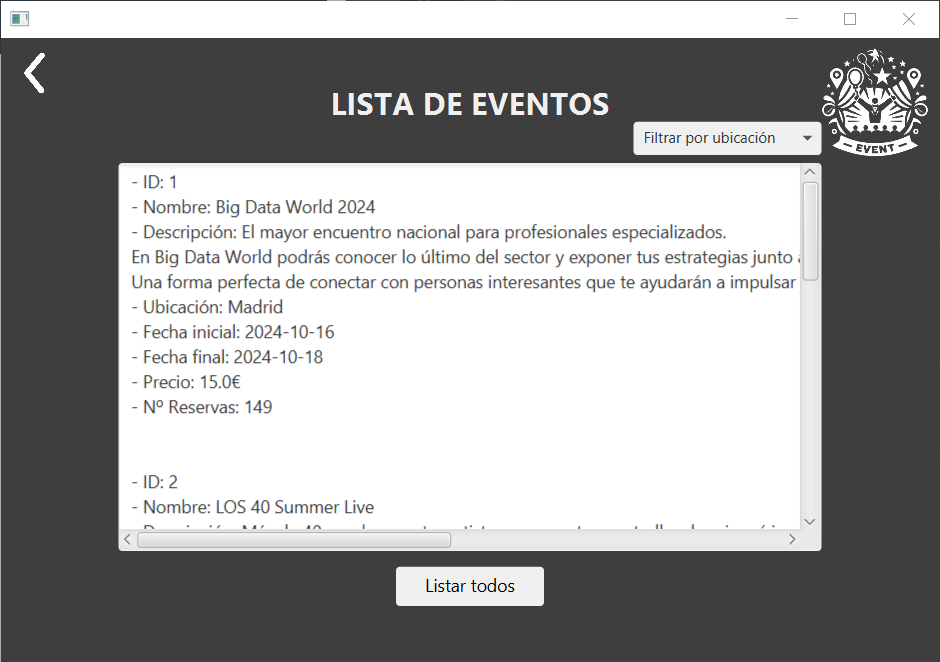 LISTA DE EVENTOS
EVENT
Filtrar por ubicación
- ID: 1
- Nombre: Big Data World 2024
- Descripción: El mayor encuentro nacional para profesionales especializados.
En Big Data World podrás conocer lo último del sector y exponer tus estrategias junto
Una forma perfecta de conectar con personas interesantes que te ayudarán a impulsar
- Ubicación: Madrid
- Fecha inicial: 2024-10-16
- Fecha final: 2024-10-18
- Precio: 15.0€
- Nº Reservas: 149
- ID: 2
- Nombre: LOS 40 Summer Live
Listar todos